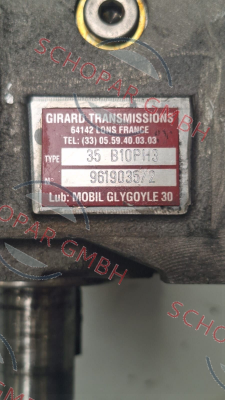 GIRARD TRANSMISSIONS
64142 LONS FRANCE
TEL: (33) 05.59.40.03.03
TYPE 35 B10PH3
N° 9619035/2
Lub: MOBIL GLYGOYLE 30
SCHOPAR GMBH
SCHOPAR GMBH
SCHOPAR GMBH